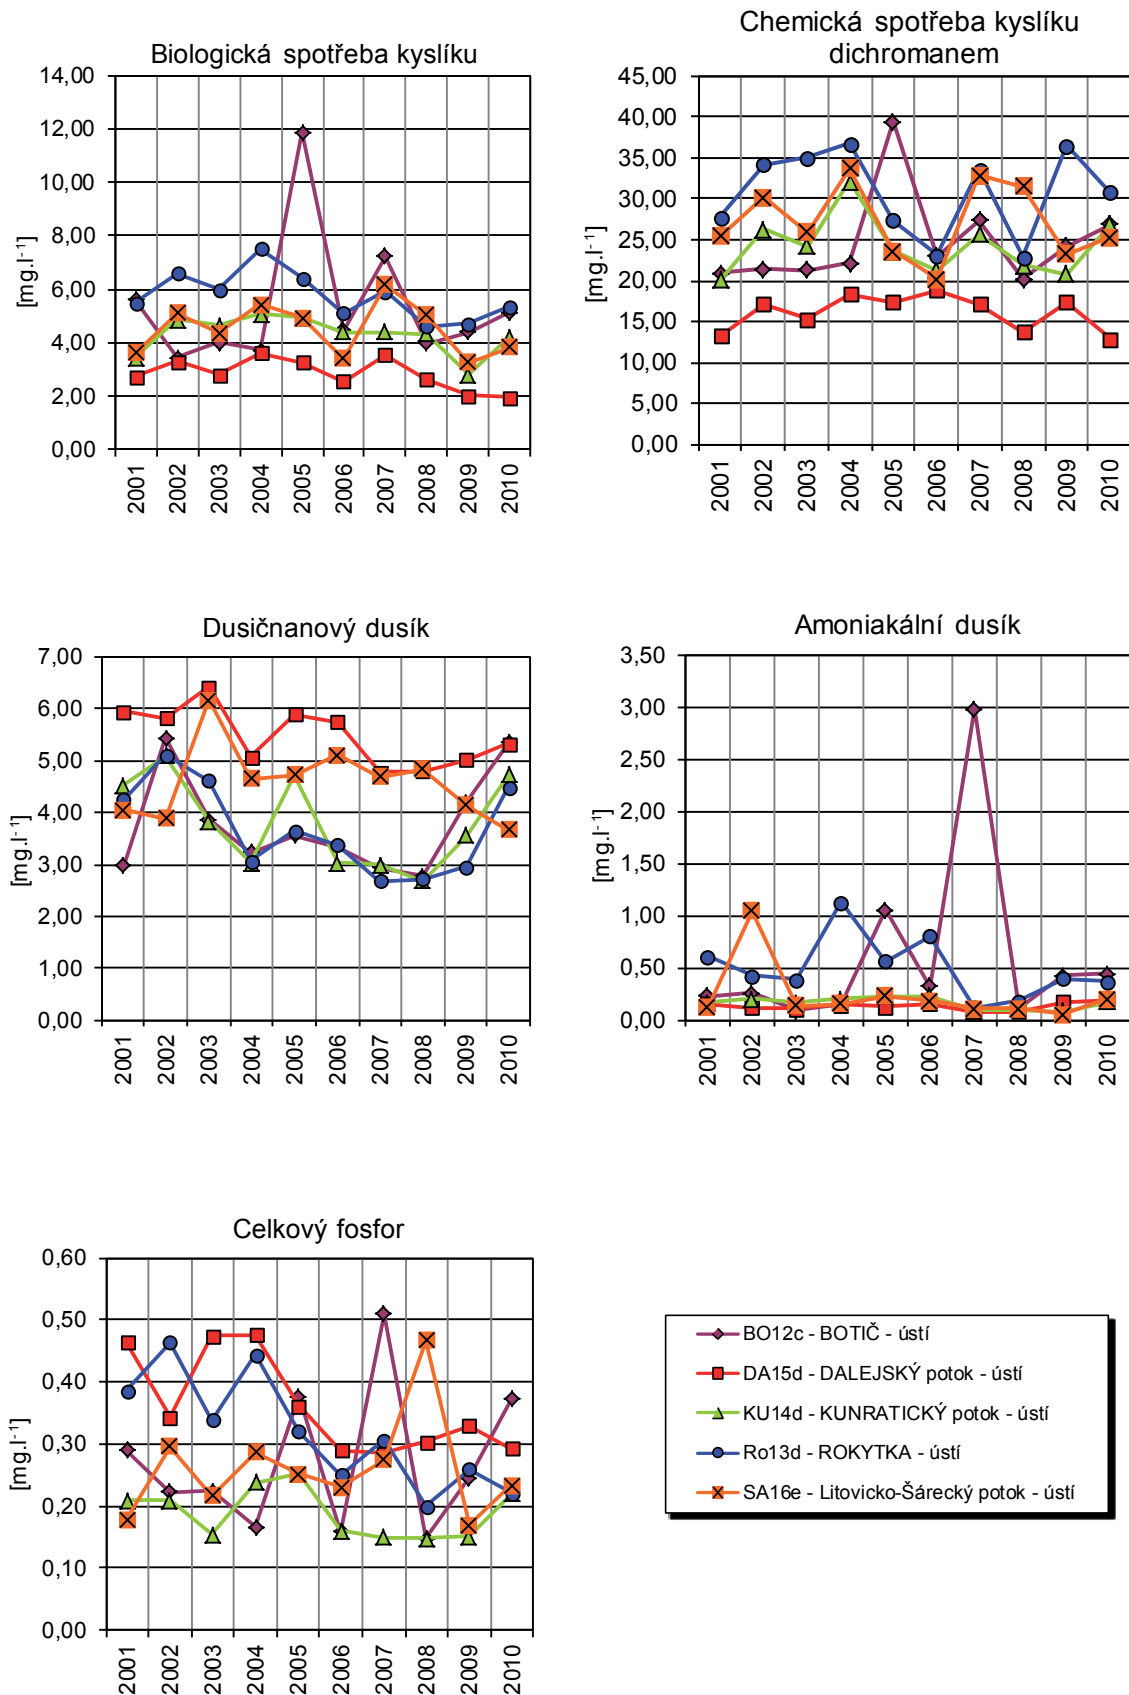 Biologická spotřeba kyslíku
[mg.l-1]
14,00
12,00
10,00
8,00
6,00
4,00
2,00
0,00
2001 2002 2003 2004 2005 2006 2007 2008 2009 2010
Chemická spotřeba kyslíku
dichromanem
45,00
40,00
35,00
30,00
25,00
20,00
15,00
10,00
5,00
0,00
2001 2002 2003 2004 2005 2006 2007 2008 2009 2010
Dusičnanový dusík
[mg.l-1]
7,00
6,00
5,00
4,00
3,00
2,00
1,00
0,00
2001 2002 2003 2004 2005 2006 2007 2008 2009 2010
Amoniakální dusík
[mg.l-1]
3,50
3,00
2,50
2,00
1,50
1,00
0,50
0,00
2001 2002 2003 2004 2005 2006 2007 2008 2009 2010
Celkový fosfor
[mg.l-1]
0,60
0,50
0,40
0,30
0,20
0,10
0,00
2001 2002 2003 2004 2005 2006 2007 2008 2009 2010
BO12c - BOTIČ - ústí
DA15d - DALEJSKÝ potok - ústí
KU14d - KUNRATICKÝ potok - ústí
Ro13d - ROKYTKA - ústí
SA16e - Litovicko-Šárecký potok - ústí